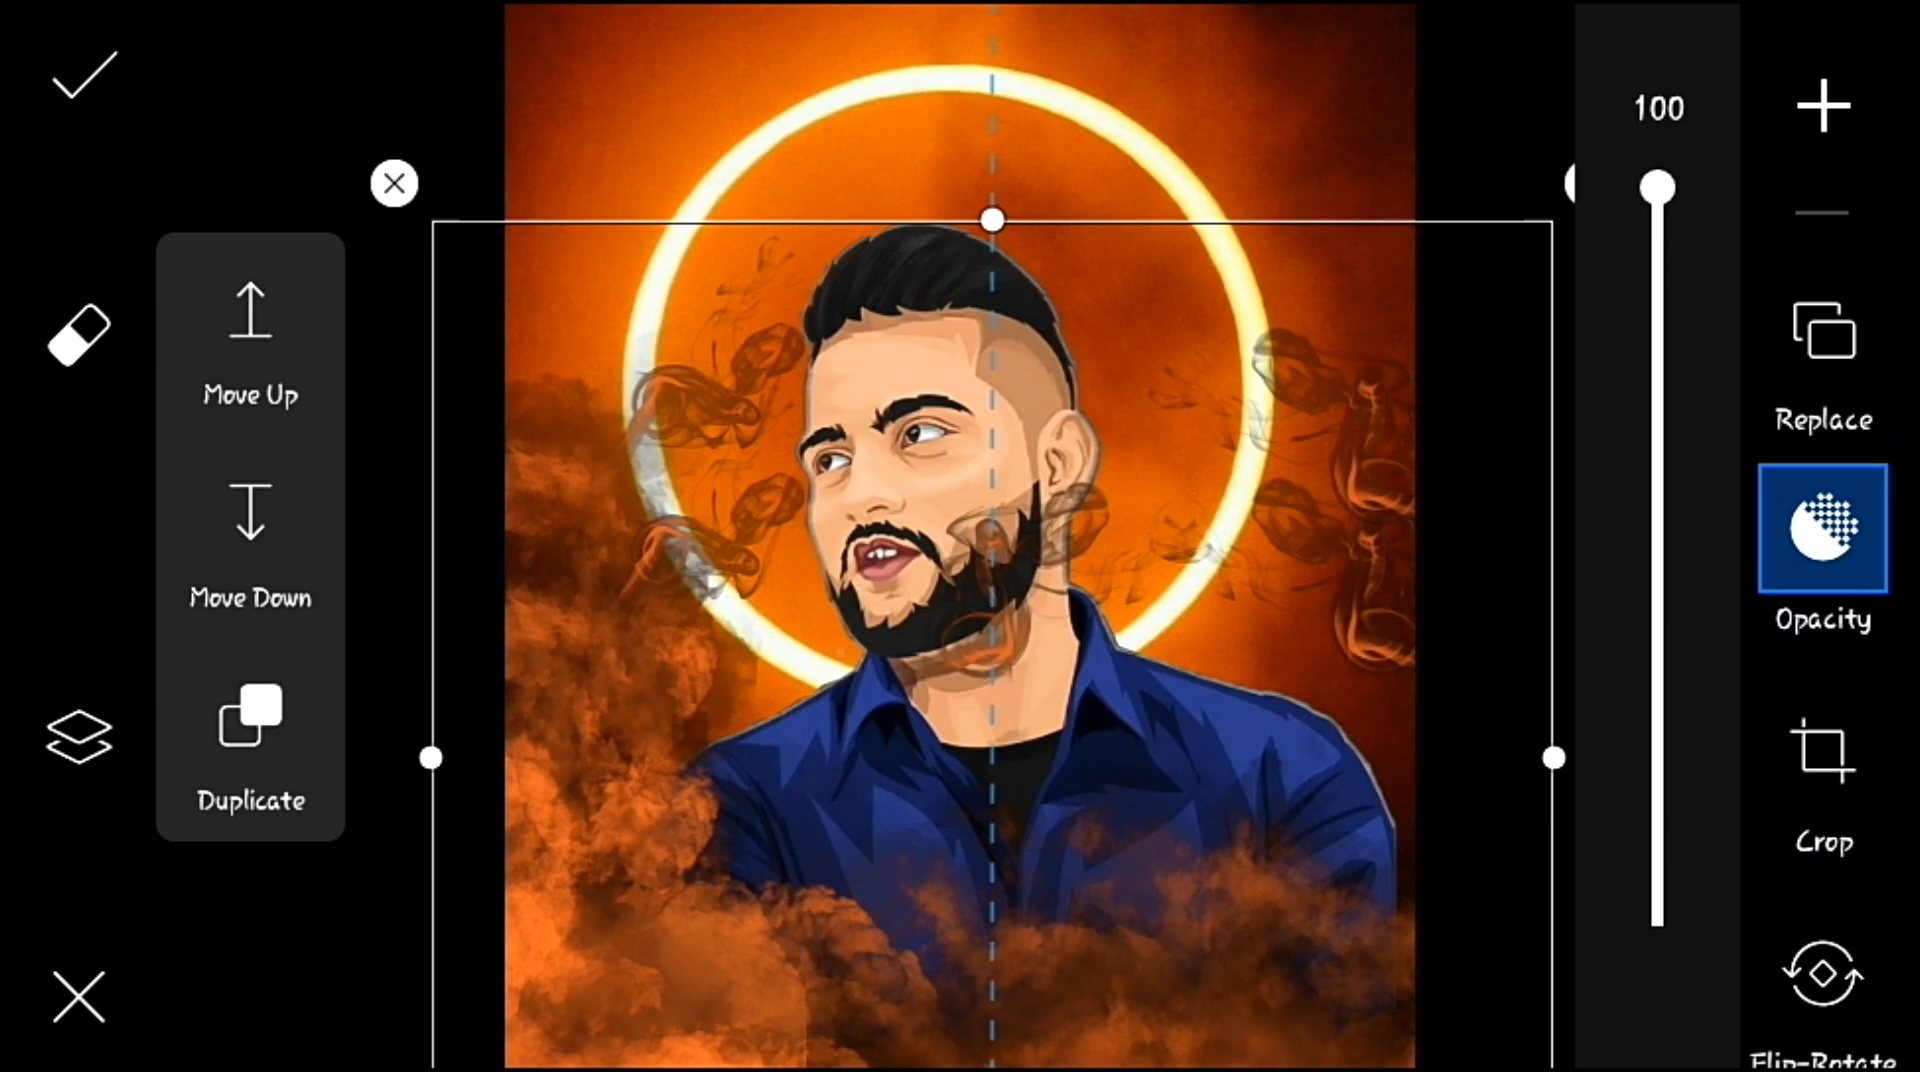 100
Move Up
Replace
Move Down
Opacity
Duplicate
Crop
Flip-Rotate